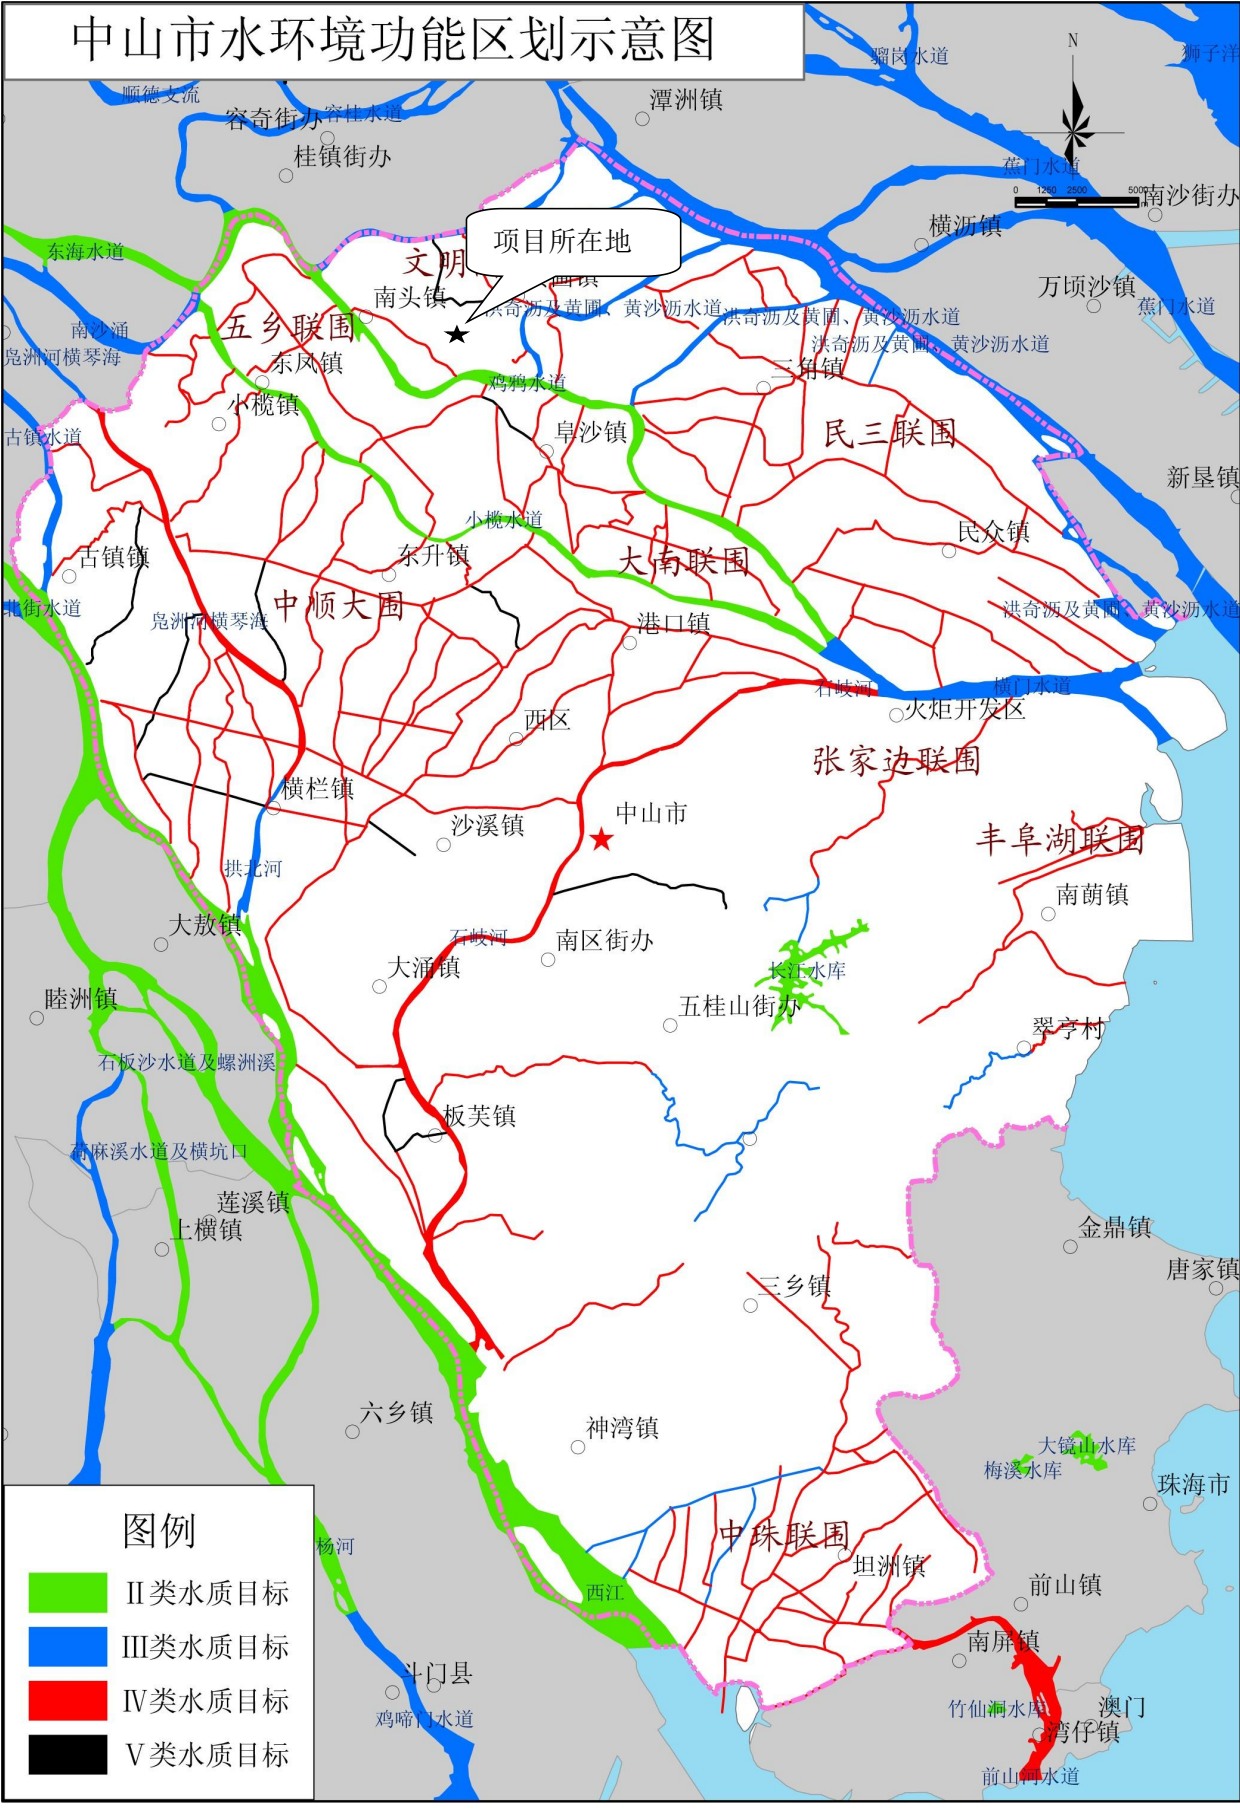 中山市水环境功能区划示意图
骝岗水道
狮子洋
N
顺德支流
容奇街办
容桂水道
潭洲镇
桂镇街办
蕉门水道
0 1250 2500 5000
南沙街办
横沥镇
东海水道
项目所在地
文明
南头镇
万顷沙镇
蕉门水道
洪奇沥及黄圃、黄沙沥水道
洪奇沥及黄圃、黄沙沥水道
洪奇沥及黄圃、黄沙沥水道
南沙涌
五乡联围
凫洲河横琴海
东凤镇
鸡鸦水道
三角镇
小榄镇
古镇水道
阜沙镇
民三联围
新垦镇
小榄水道
民众镇
古镇镇
东升镇
大南联围
北街水道
凫洲河横琴海
中顺大围
港口镇
洪奇沥及黄圃、黄沙沥水道
石岐河
横门水道
火炬开发区
西区
张家边联围
横栏镇
沙溪镇
中山市
丰阜湖联围
拱北河
南萌镇
大敖镇
石岐河
南区街办
大涌镇
长江水库
睦洲镇
五桂山街办
翠亨村
石板沙水道及螺洲溪
板芙镇
荷麻溪水道及横坑口
莲溪镇
上横镇
金鼎镇
唐家镇
三乡镇
六乡镇
神湾镇
大镜山水库
梅溪水库
珠海市
图例
中珠联围
杨河
坦洲镇
II类水质目标
西江
前山镇
III类水质目标
南屏镇
斗门县
IV类水质目标
竹仙洞水库
澳门
鸡啼门水道
湾仔镇
V类水质目标
前山河水道